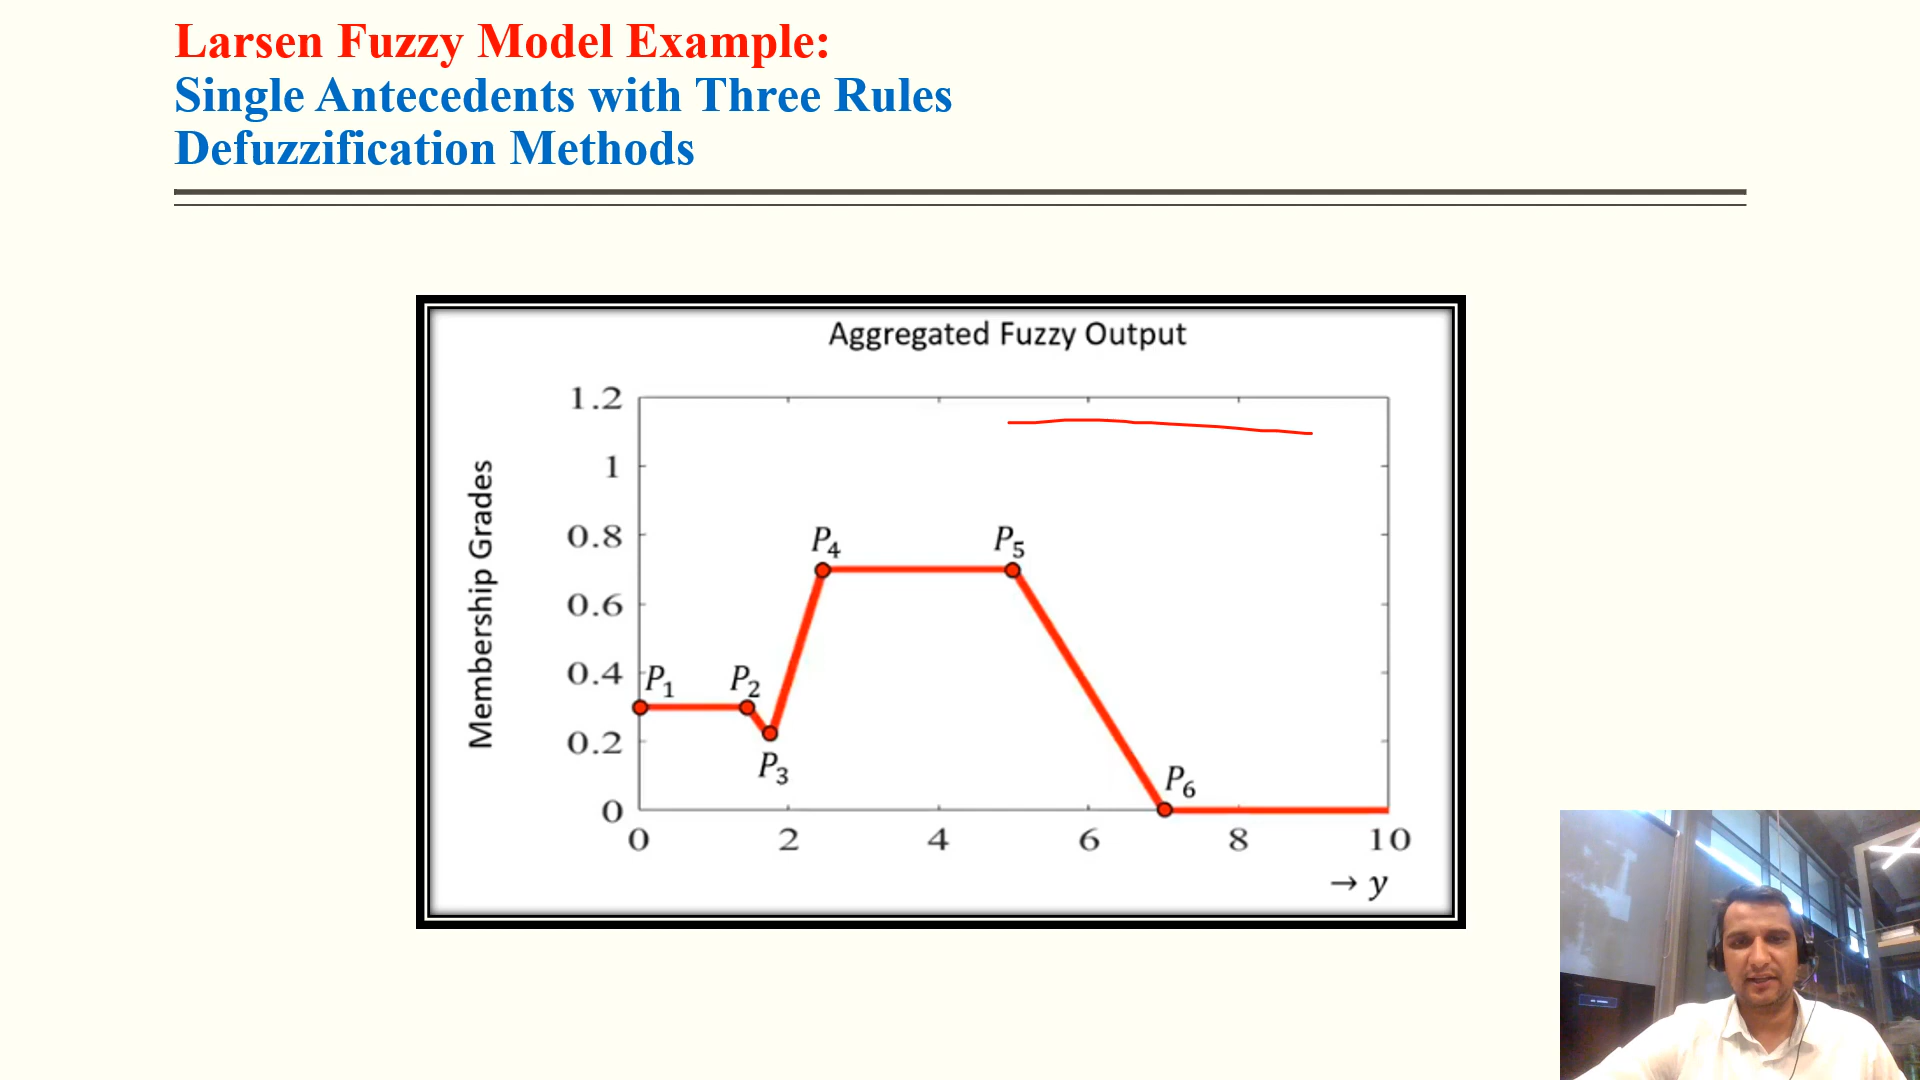 Larsen Fuzzy Model Example:
Single Antecedents with Three Rules
Defuzzification Methods
Aggregated Fuzzy Output
Membership Grades
1.2
1
0.8
0.6
0.4
0.2
0
P₁
P₂
P₃
P₄
P₅
P₆
0 2 4 6 8 10
→ y